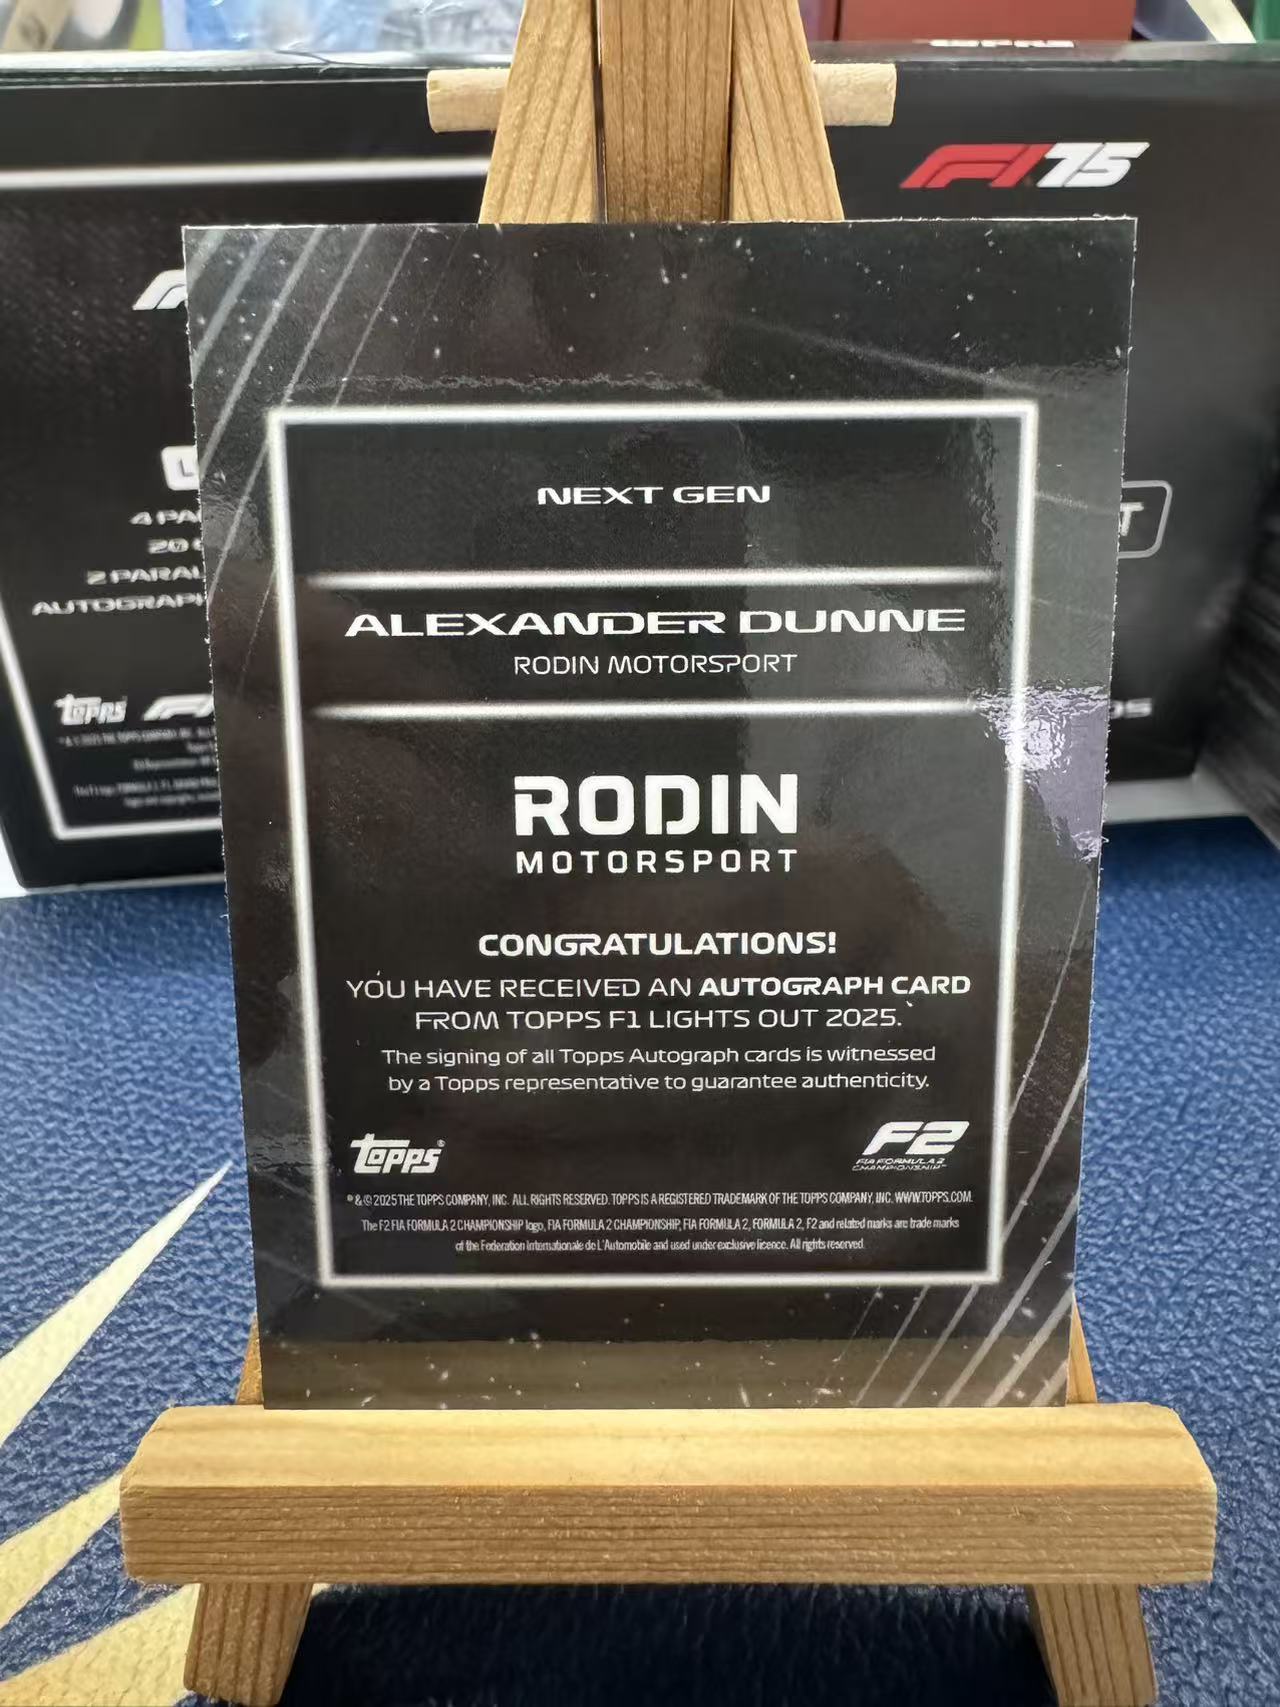 F1 75
NEXT GEN
ALEXANDER DUNNE
RODIN MOTORSPORT
RODIN
MOTORSPORT
CONGRATULATIONS!
YOU HAVE RECEIVED AN AUTOGRAPH CARD
FROM TOPPS F1 LIGHTS OUT 2025.
The signing of all Topps Autograph cards is witnessed
by a Topps representative to guarantee authenticity.
topps®
F2
FIA FORMULA 2
CHAMPIONSHIP™
® & © 2025 THE TOPPS COMPANY, INC. ALL RIGHTS RESERVED. TOPPS IS A REGISTERED TRADEMARK OF THE TOPPS COMPANY, INC. WWW.TOPPS.COM.
The F2 FIA FORMULA 2 CHAMPIONSHIP logo, FIA FORMULA 2 CHAMPIONSHIP, FIA FORMULA 2, FORMULA 2, F2 and related marks are trade marks
of the Federation Internationale de L'Automobile and used under exclusive licence. All rights reserved.
4
20
2
topps